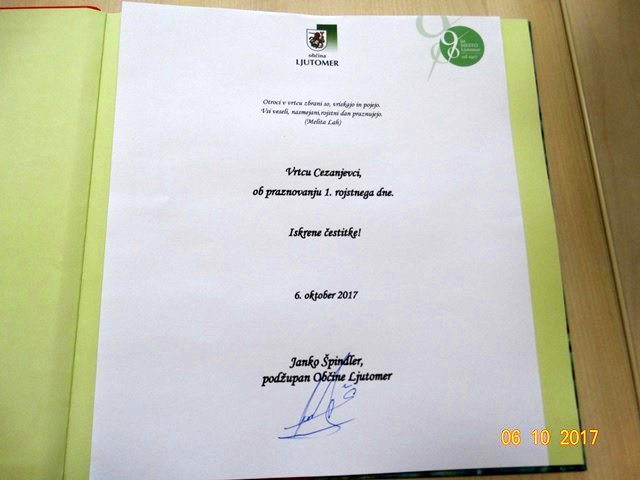 občina
LJUTOMER
Otroci v vrtcu zbrani so, vriskajo in pojejo.
Vsi veseli, nasmejani,rojstni dan praznujejo.
(Melita Lah)
Vrtcu Cezanjevci,
ob praznovanju 1. rojstnega dne.
Iskrene čestitke!
6. oktober 2017
Janko Špindler,
podžupan Občine Ljutomer
06 10 2017